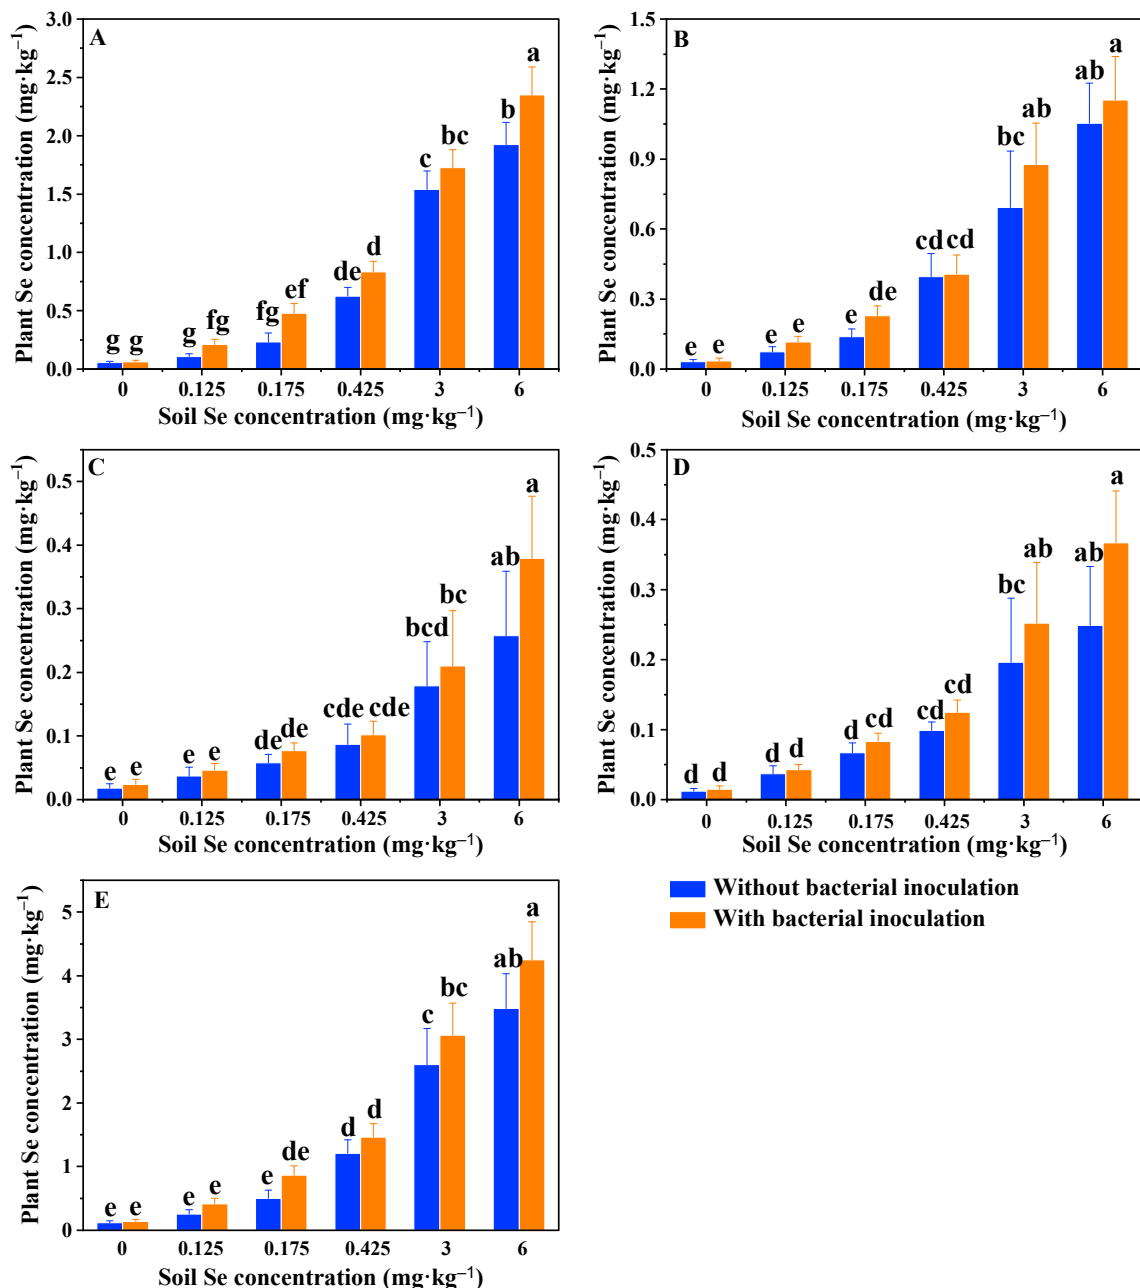 A
Plant Se concentration (mg·kg⁻¹)
3.0
2.5
2.0
1.5
1.0
0.5
0.0
g g g fg fg ef de d c bc b a
0 0.125 0.175 0.425 3 6
Soil Se concentration (mg·kg⁻¹)
B
Plant Se concentration (mg·kg⁻¹)
1.5
1.2
0.9
0.6
0.3
0.0
e e e e e de cd cd bc ab ab a
0 0.125 0.175 0.425 3 6
Soil Se concentration (mg·kg⁻¹)
C
Plant Se concentration (mg·kg⁻¹)
0.5
0.4
0.3
0.2
0.1
0.0
e e e e de de cde cde bcd bc ab a
0 0.125 0.175 0.425 3 6
Soil Se concentration (mg·kg⁻¹)
D
Plant Se concentration (mg·kg⁻¹)
0.5
0.4
0.3
0.2
0.1
0.0
d d d d d cd cd cd bc ab ab a
0 0.125 0.175 0.425 3 6
Soil Se concentration (mg·kg⁻¹)
E
Plant Se concentration (mg·kg⁻¹)
5
4
3
2
1
0
e e e e e de d d c bc ab a
0 0.125 0.175 0.425 3 6
Soil Se concentration (mg·kg⁻¹)
Without bacterial inoculation
With bacterial inoculation